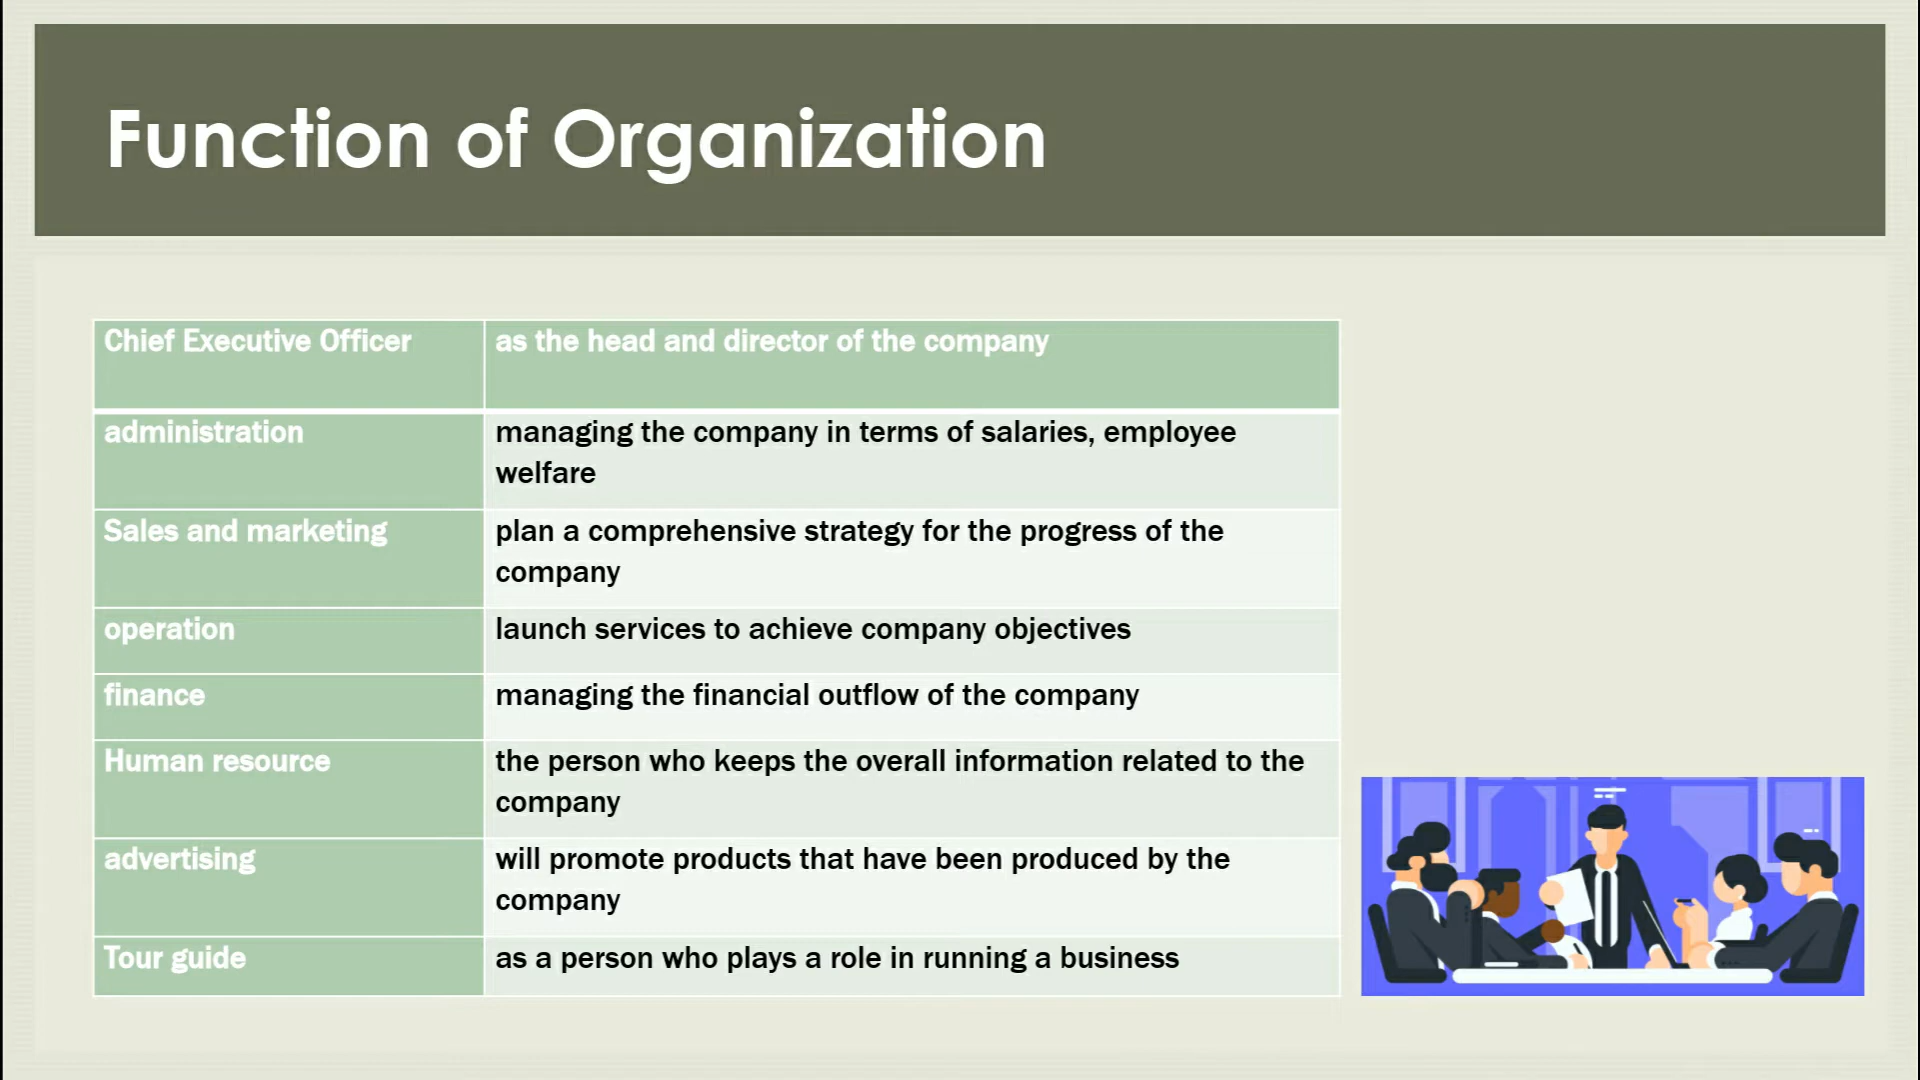 Function of Organization
Chief Executive Officer
as the head and director of the company
administration
managing the company in terms of salaries, employee
welfare
Sales and marketing
plan a comprehensive strategy for the progress of the
company
operation
launch services to achieve company objectives
finance
managing the financial outflow of the company
Human resource
the person who keeps the overall information related to the
company
advertising
will promote products that have been produced by the
company
Tour guide
as a person who plays a role in running a business